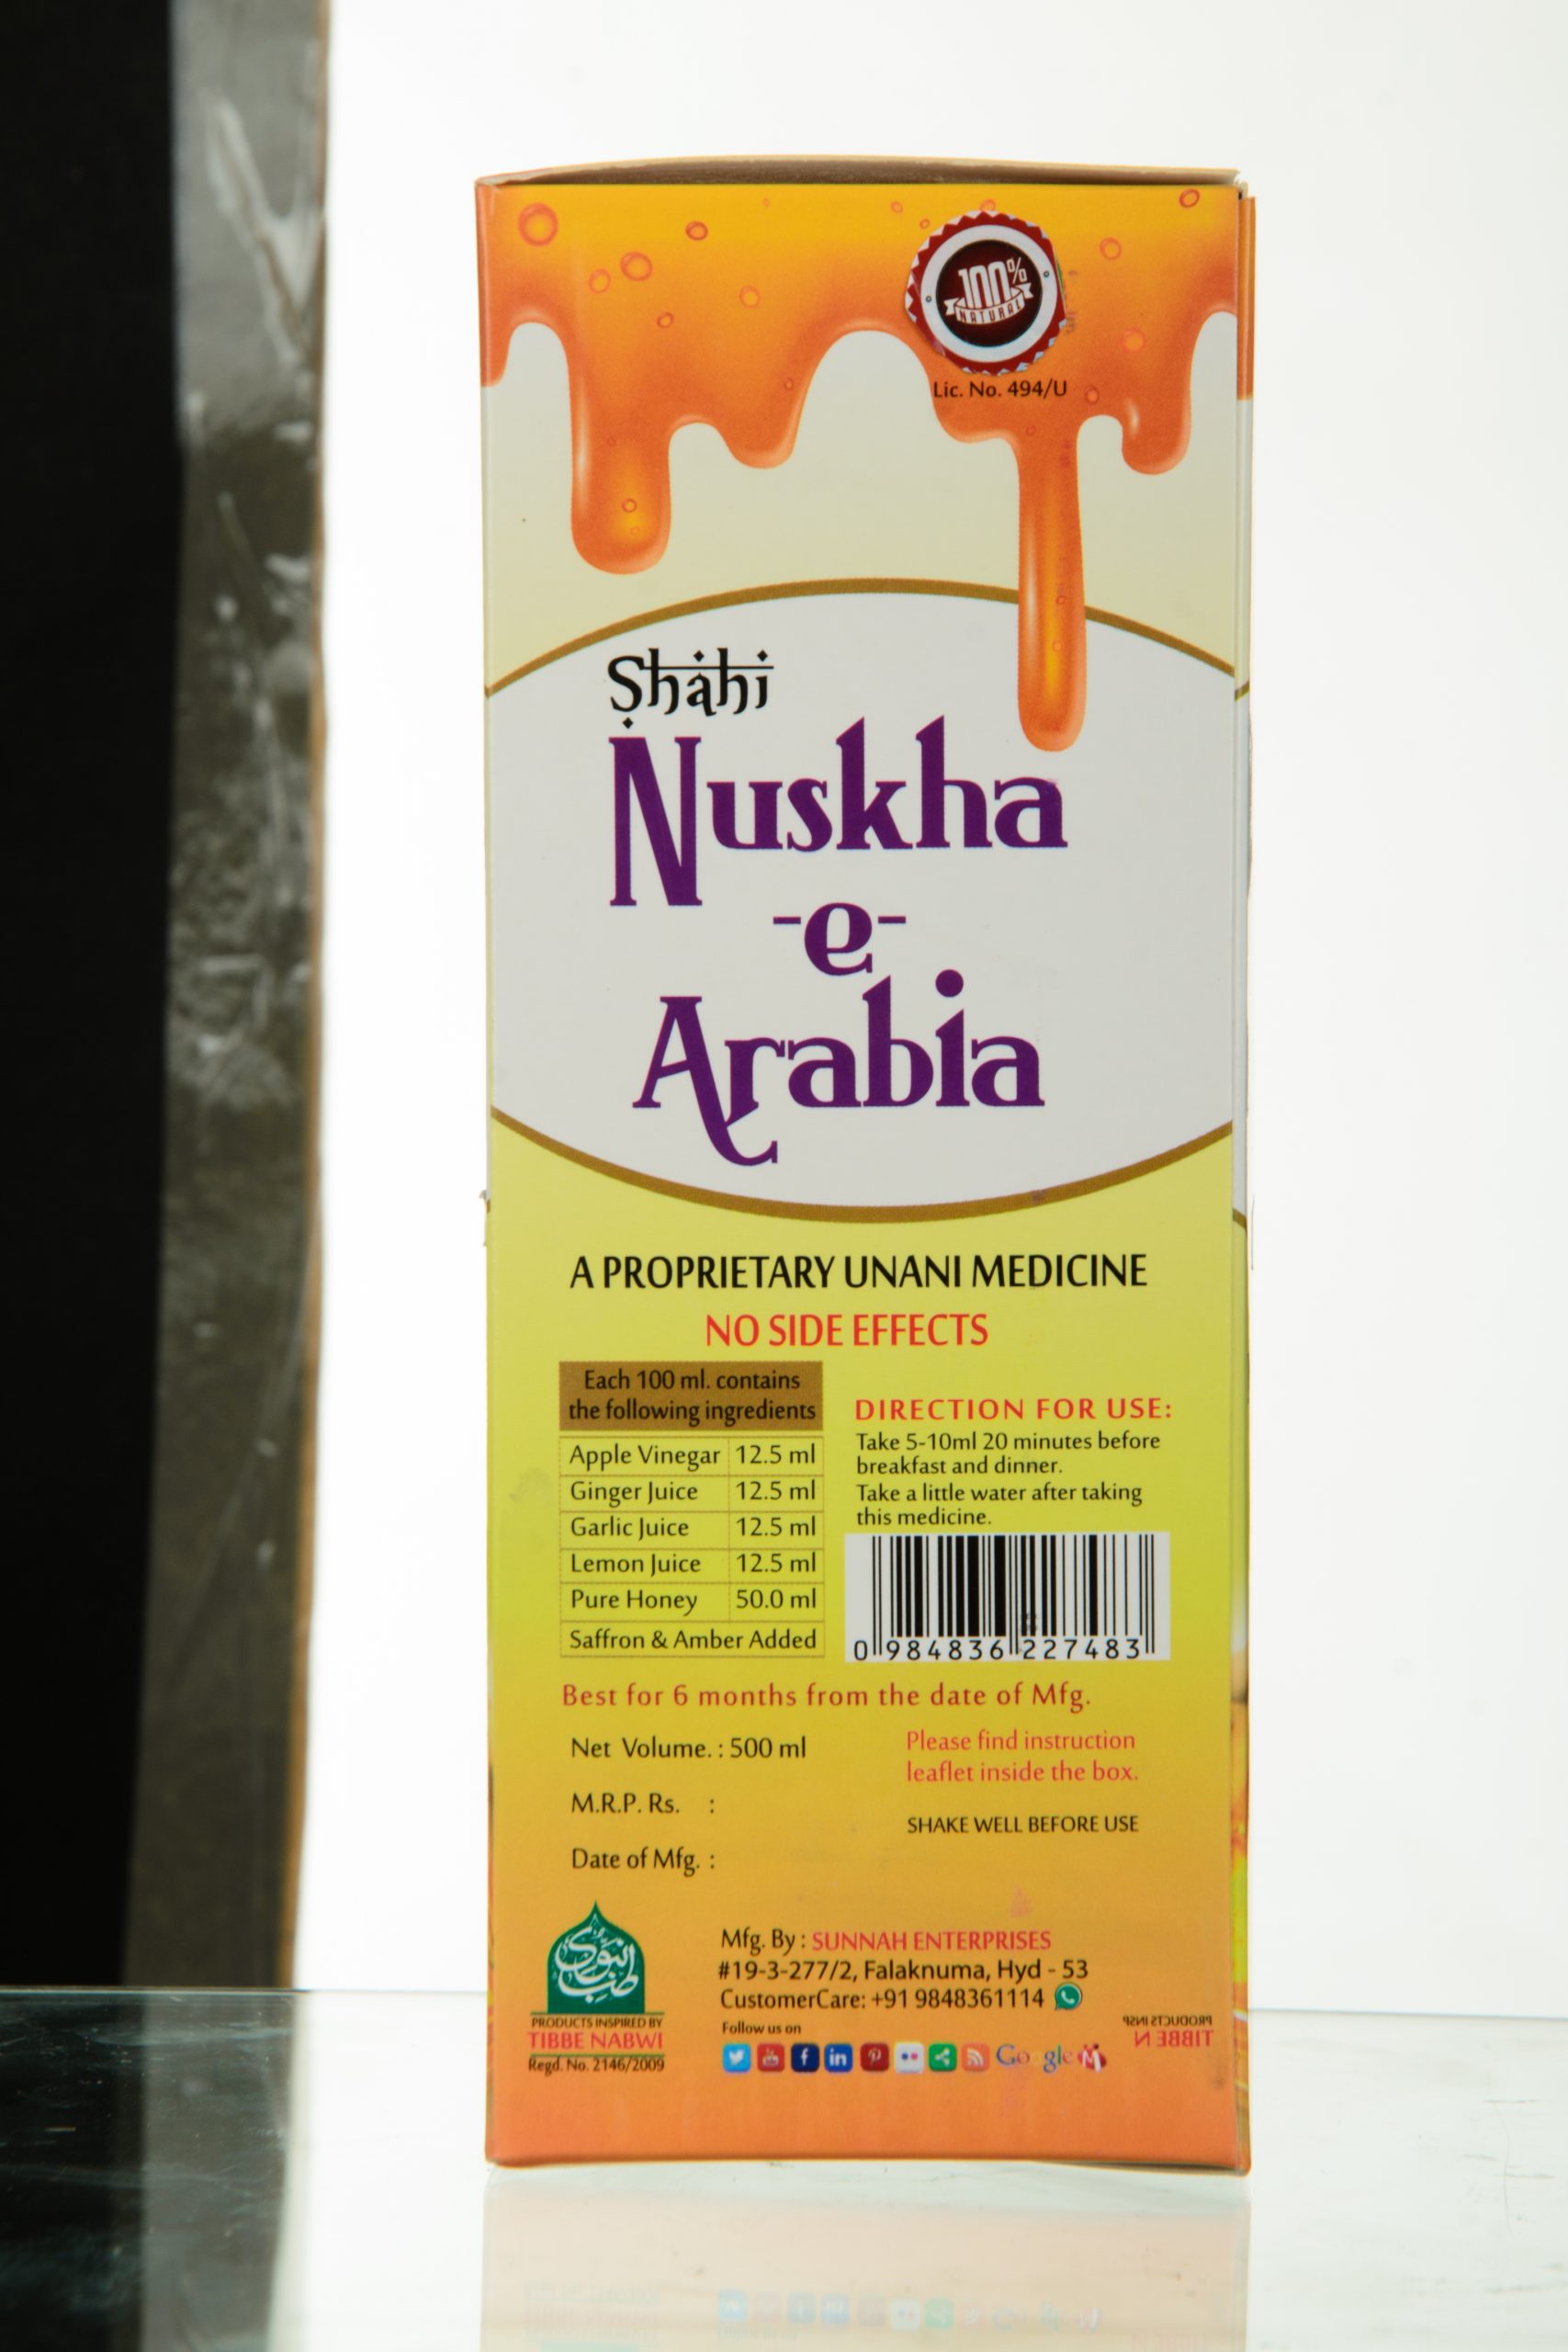 100%
NATURAL
Lic. No. 494/U
Shahi
Nuskha
-e-
Arabia
A PROPRIETARY UNANI MEDICINE
NO SIDE EFFECTS
Each 100 ml. contains
the following ingredients
Apple Vinegar 12.5 ml
Ginger Juice 12.5 ml
Garlic Juice 12.5 ml
Lemon Juice 12.5 ml
Pure Honey 50.0 ml
Saffron & Amber Added
DIRECTION FOR USE:
Take 5-10ml 20 minutes before
breakfast and dinner.
Take a little water after taking
this medicine.
0 984836 227483
Best for 6 months from the date of Mfg.
Net Volume. : 500 ml
M.R.P. Rs. :
Date of Mfg. :
Please find instruction
leaflet inside the box.
SHAKE WELL BEFORE USE
طب النبوي
PRODUCTS INSPIRED BY
TIBBE NABWI
Regd. No. 2146/2009
Mfg. By : SUNNAH ENTERPRISES
#19-3-277/2, Falaknuma, Hyd - 53
CustomerCare: +91 9848361114
Follow us on
Google
PRODUCTS INSP
TIBBE N